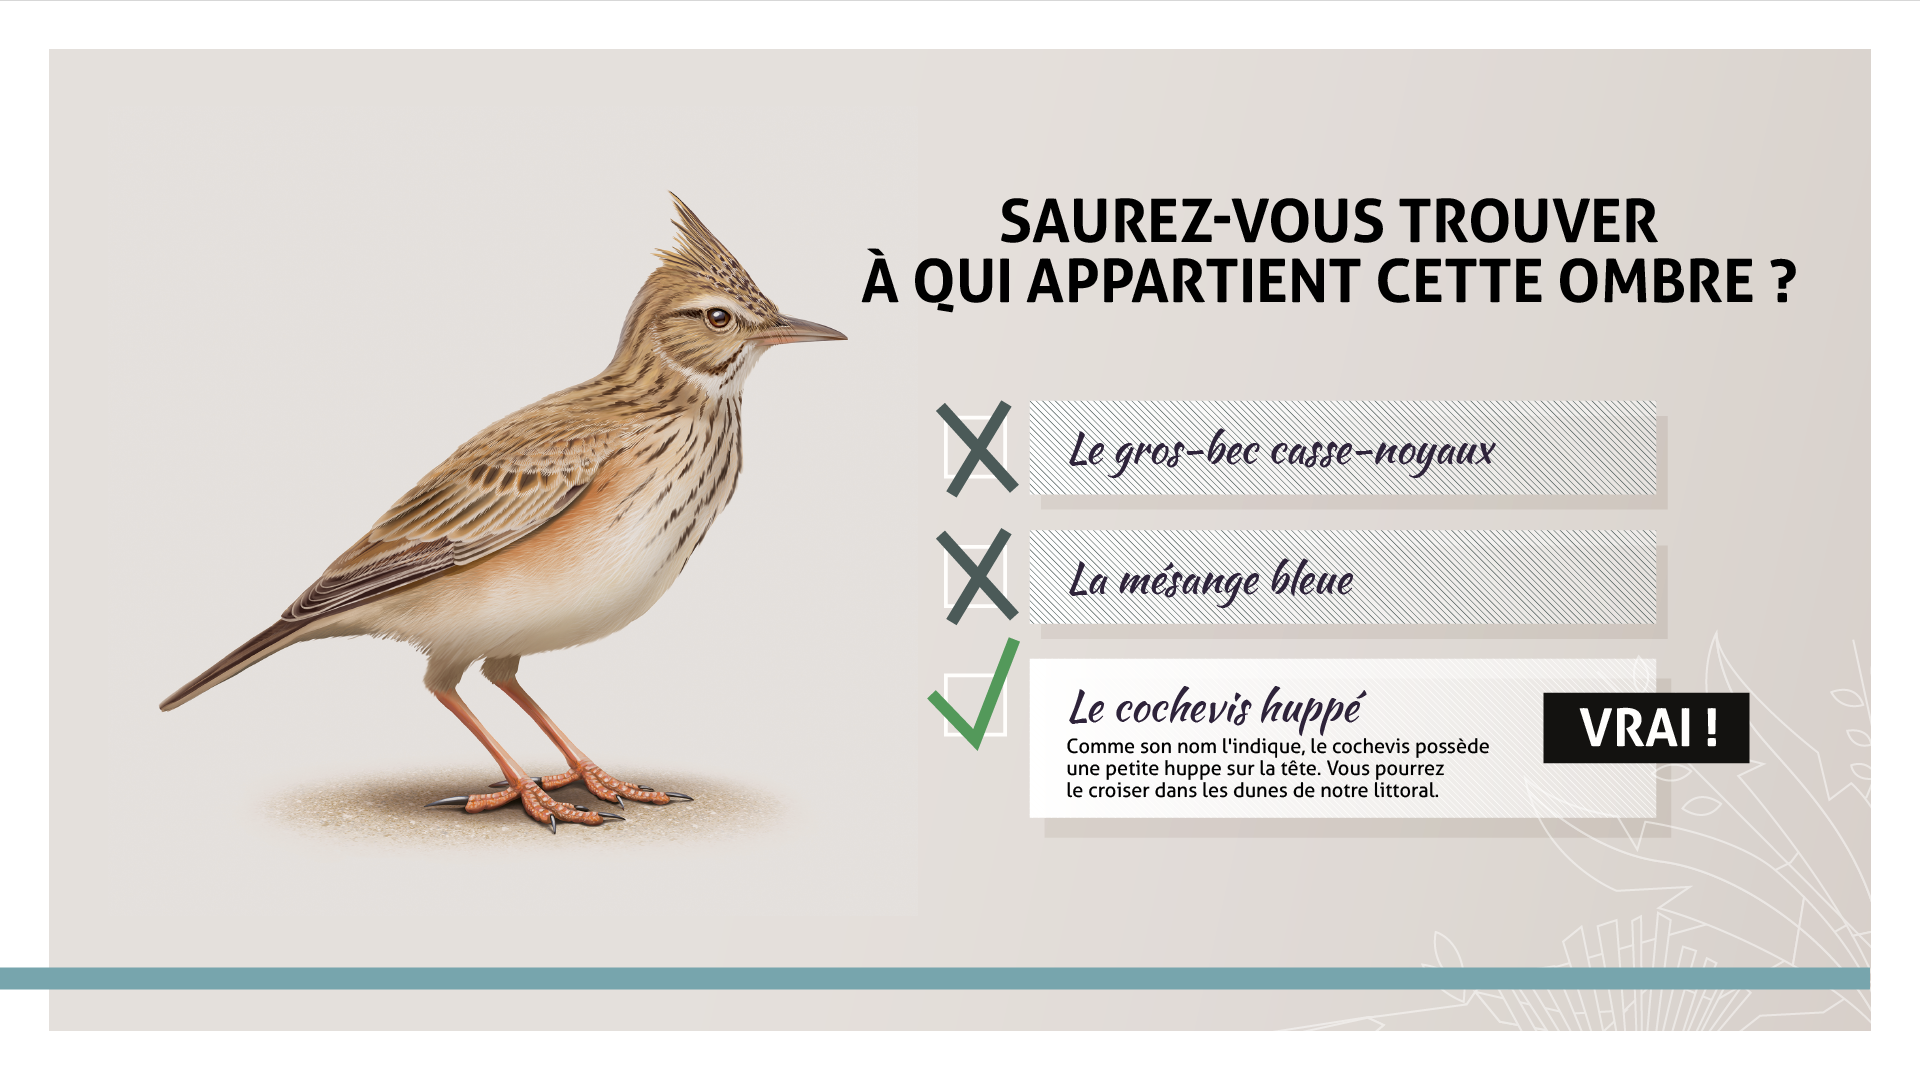 SAUREZ-VOUS TROUVER
À QUI APPARTIENT CETTE OMBRE ?
Le gros-bec casse-noyaux
La mésange bleue
Le cochevis huppé
Comme son nom l'indique, le cochevis possède
une petite huppe sur la tête. Vous pourrez
le croiser dans les dunes de notre littoral.
VRAI !